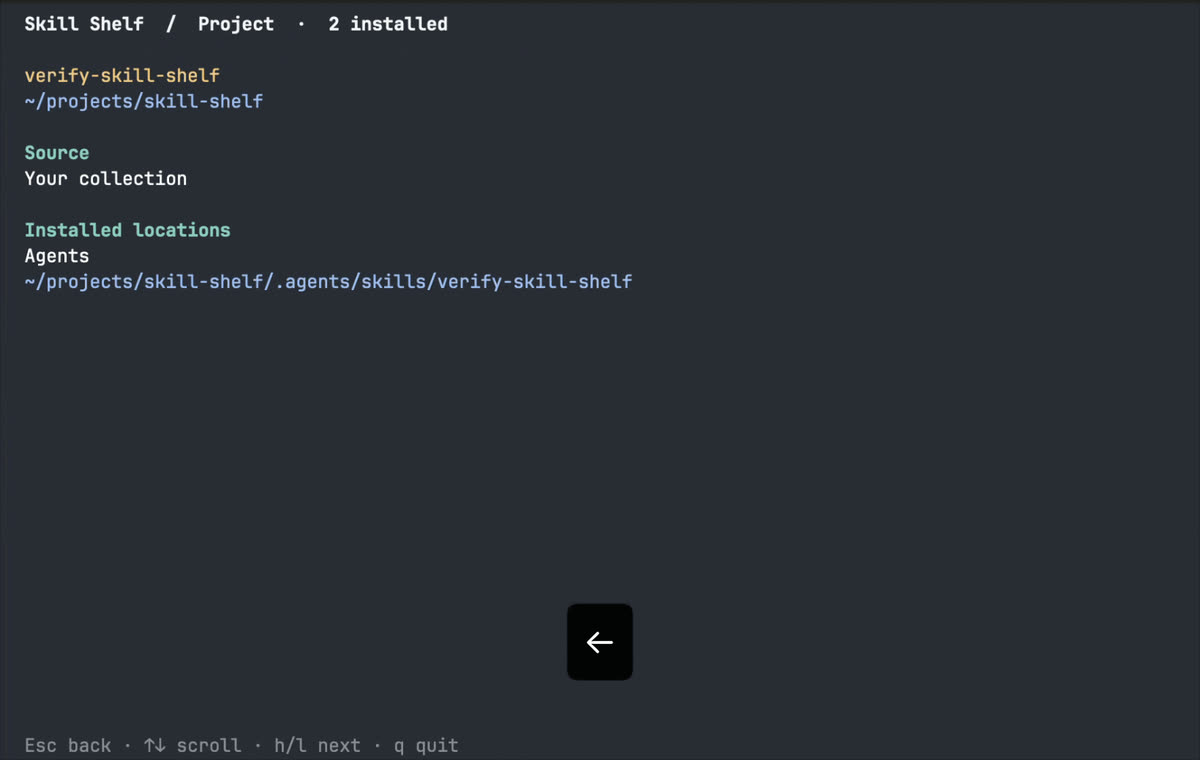 Skill Shelf / Project · 2 installed
verify-skill-shelf
~/projects/skill-shelf
Source
Your collection
Installed locations
Agents
~/projects/skill-shelf/.agents/skills/verify-skill-shelf
←
Esc back · ↑↓ scroll · h/l next · q quit